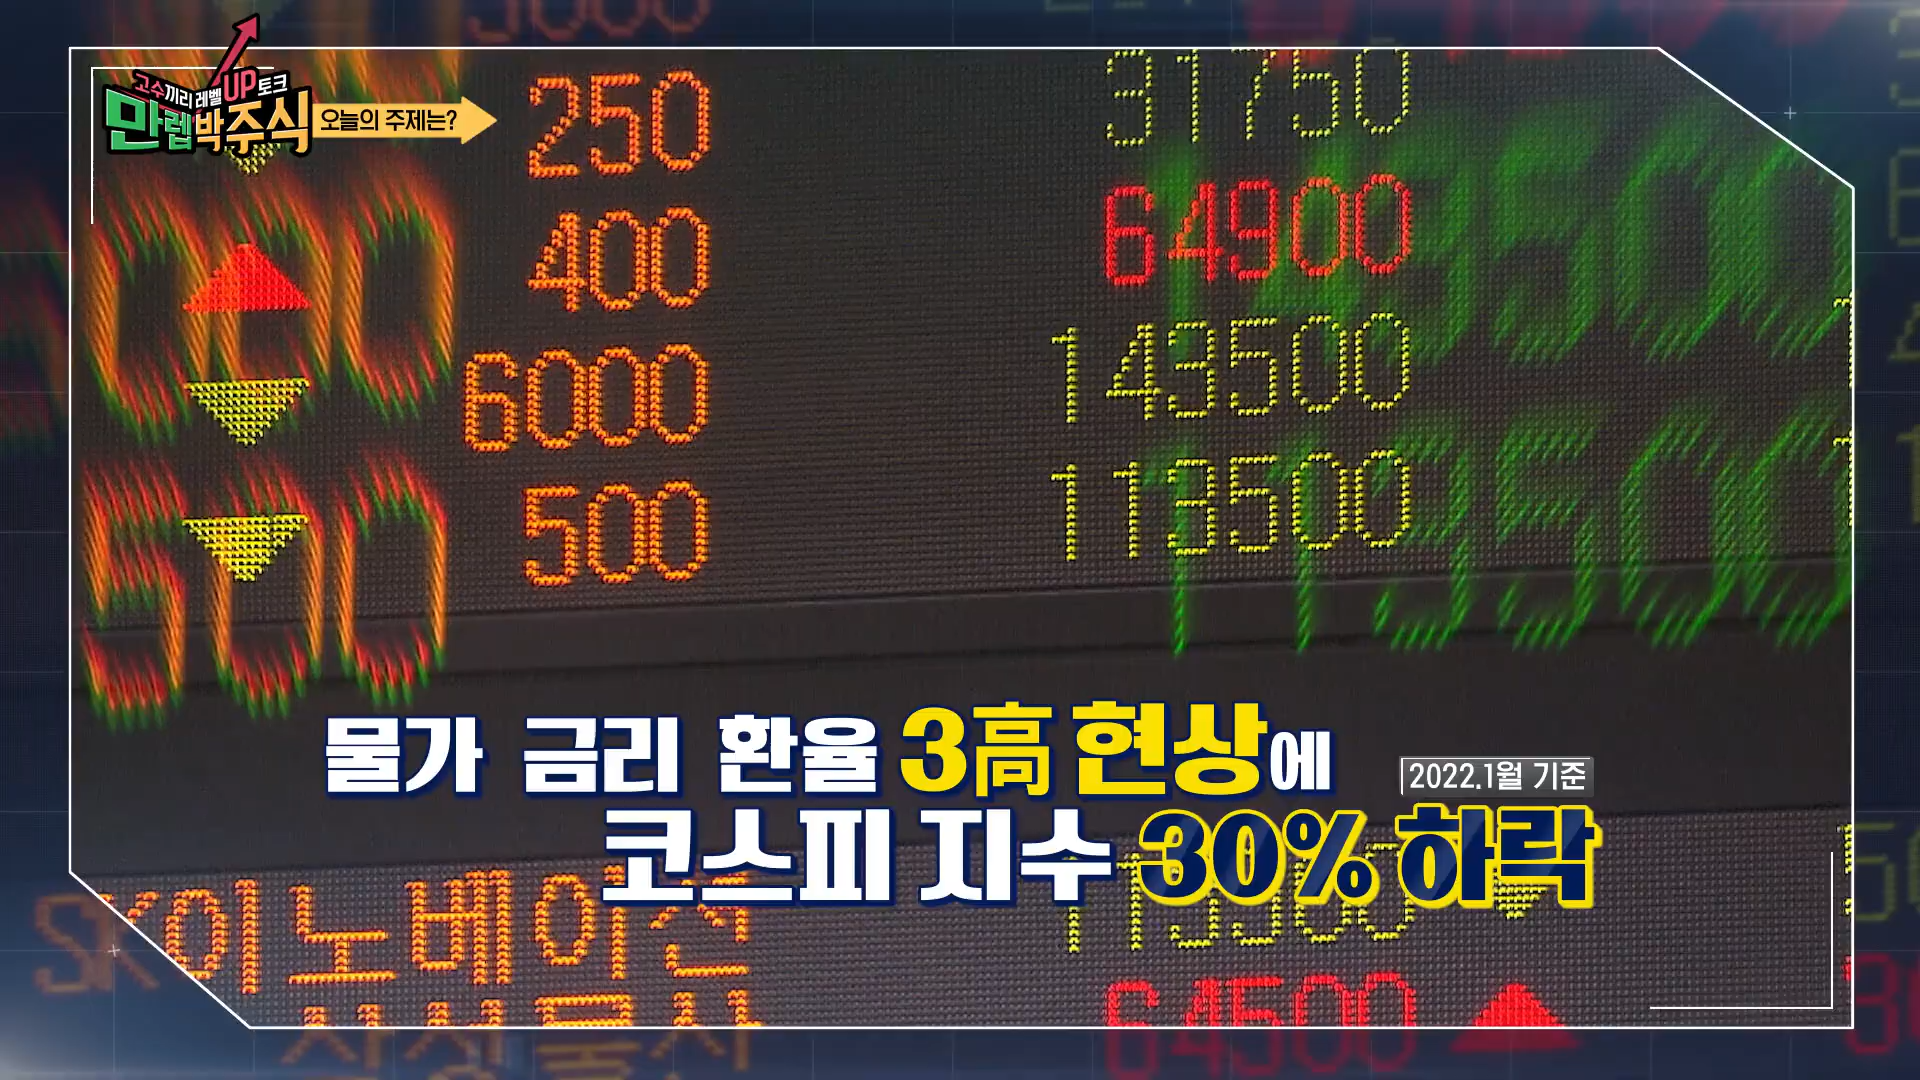 고수끼리 레벨UP토크
만렙 박주식
오늘의 주제는?
250
31750
400
64900
6000
143500
500
113500
물가 금리 환율 3高 현상에
2022.1월 기준
코스피 지수 30% 하락
SK이노베이션
64500